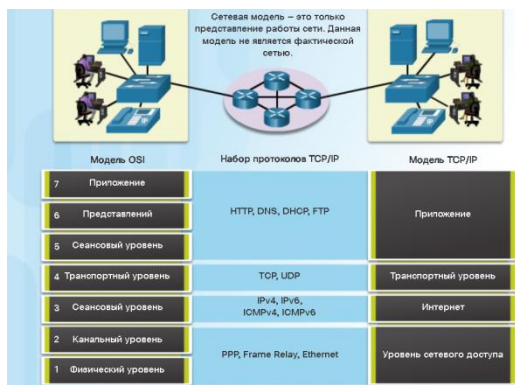 Сетевая модель – это только
представление работы сети. Данная
модель не является фактической
сетью.
Модель OSI
Набор протоколов TCP/IP
Модель TCP/IP
7 Приложение
6 Представлений
5 Сеансовый уровень
HTTP, DNS, DHCP, FTP
Приложение
4 Транспортный уровень
TCP, UDP
Транспортный уровень
3 Сеансовый уровень
IPv4, IPv6,
ICMPv4, ICMPv6
Интернет
2 Канальный уровень
1 Физический уровень
PPP, Frame Relay, Ethernet
Уровень сетевого доступа